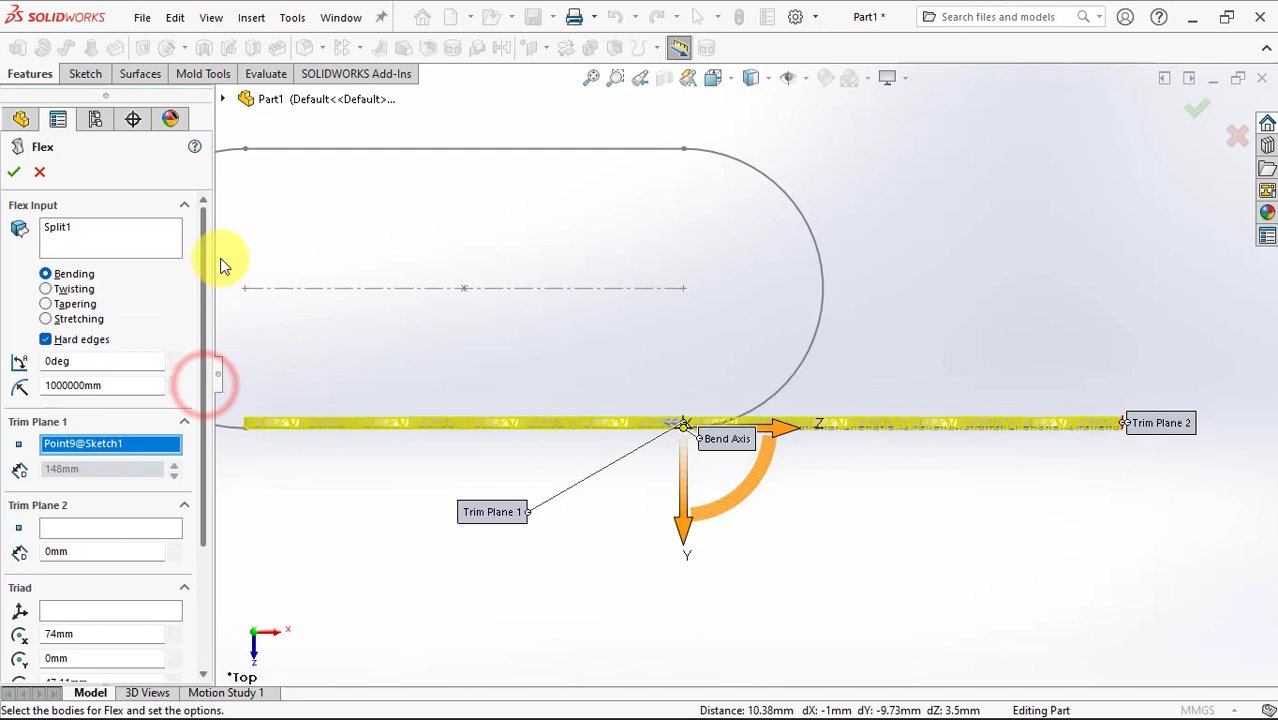 SOLIDWORKS
File
Edit
View
Insert
Tools
Window
Part1 *
Search files and models
Features
Sketch
Surfaces
Mold Tools
Evaluate
SOLIDWORKS Add-Ins
Part1 (Default<<Default>...
Flex
Flex Input
Split1
Bending
Twisting
Tapering
Stretching
Hard edges
0deg
1000000mm
Trim Plane 1
Point9@Sketch1
148mm
Trim Plane 2
0mm
Triad
74mm
0mm
X
Z
Trim Plane 2
Bend Axis
Trim Plane 1
Y
x
z
*Top
Model
3D Views
Motion Study 1
Select the bodies for Flex and set the options.
Distance: 10.38mm dX: -1mm dY: -9.73mm dZ: 3.5mm
Editing Part
MMGS